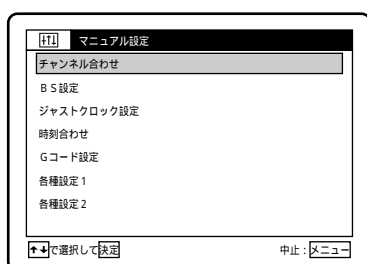 マニュアル設定
チャンネル合わせ
ＢＳ設定
ジャストクロック設定
時刻合わせ
Ｇコード設定
各種設定１
各種設定２
↑↓で選択して決定 中止：メニュー